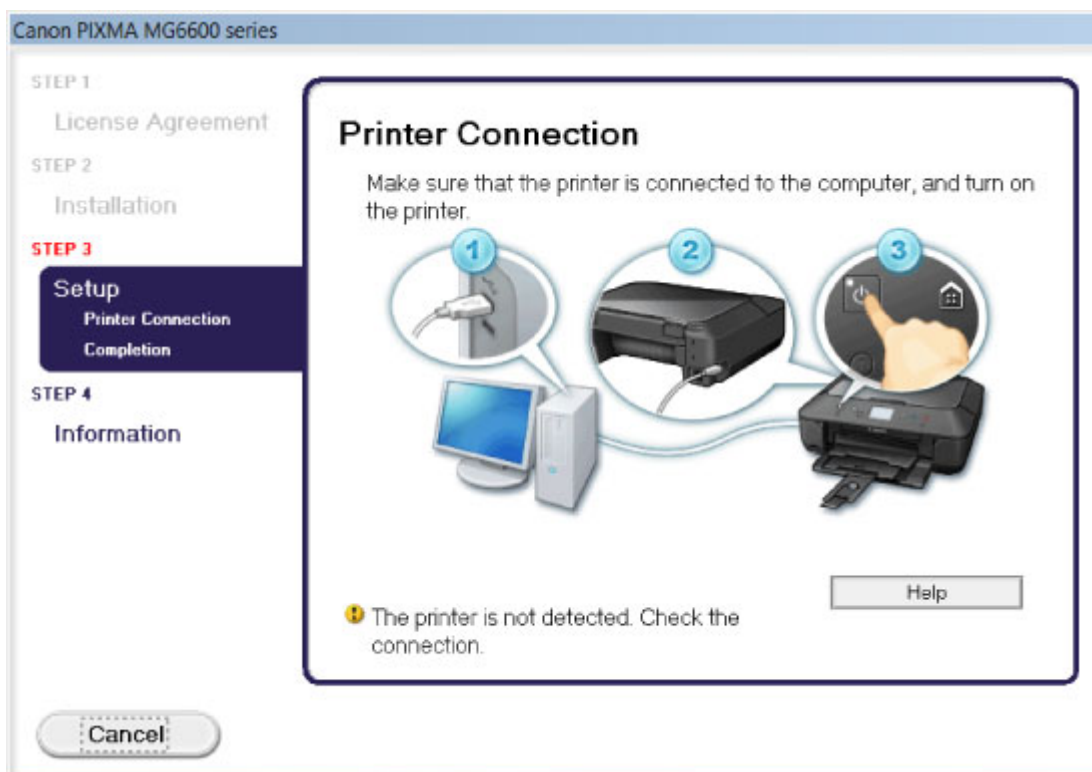 Canon PIXMA MG6600 series
STEP 1
License Agreement
STEP 2
Installation
STEP 3
Setup
Printer Connection
Completion
STEP 4
Information
Printer Connection
Make sure that the printer is connected to the computer, and turn on
the printer.
1
2
3
Help
The printer is not detected. Check the
connection.
Cancel